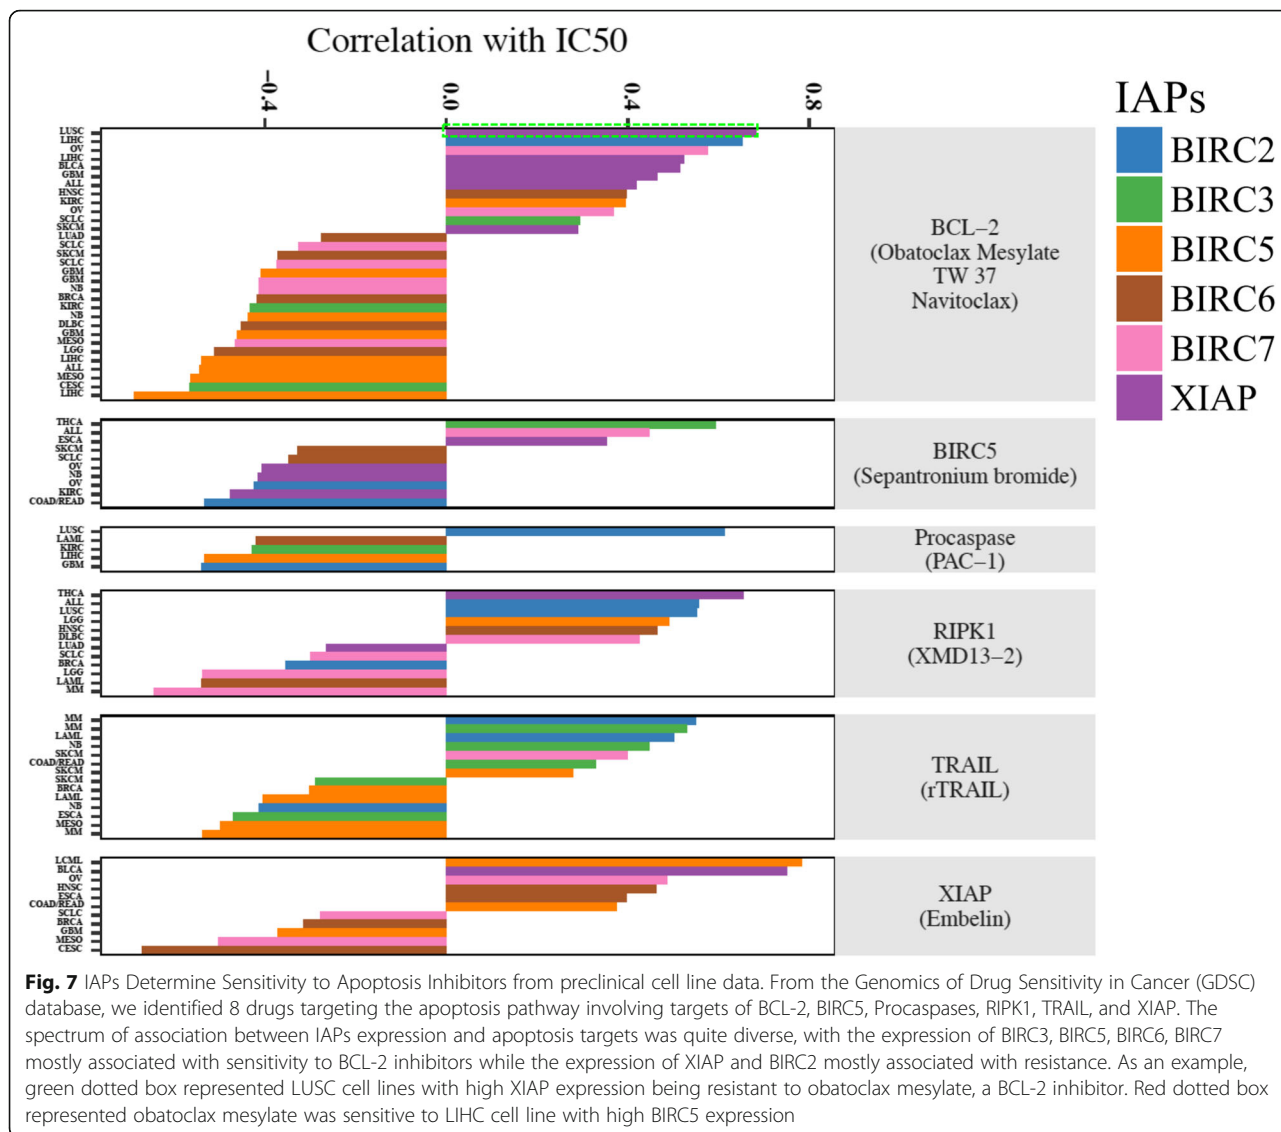 Correlation with IC50
−0.4
0.0
0.4
0.8
LUSC
LIHC
OV
LIHC
BLCA
GBM
ALL
HNSC
KIRC
OV
SCLC
SKCM
LUAD
SCLC
SKCM
SCLC
GBM
GBM
NB
BRCA
KIRC
NB
DLBC
GBM
MESO
LGG
LIHC
ALL
MESO
CESC
LIHC
BCL−2
(Obatoclax Mesylate
TW 37
Navitoclax)
THCA
ALL
ESCA
SKCM
SCLC
OV
NB
OV
KIRC
COAD/READ
BIRC5
(Sepantronium bromide)
LUSC
LAML
KIRC
LIHC
GBM
Procaspase
(PAC−1)
THCA
ALL
LUSC
LGG
HNSC
DLBC
LUAD
SCLC
BRCA
LGG
LAML
MM
RIPK1
(XMD13−2)
MM
MM
LAML
NB
SKCM
COAD/READ
SKCM
SKCM
BRCA
LAML
NB
ESCA
MESO
MM
TRAIL
(rTRAIL)
LCML
BLCA
OV
HNSC
ESCA
COAD/READ
SCLC
BRCA
GBM
MESO
CESC
XIAP
(Embelin)
IAPs
BIRC2
BIRC3
BIRC5
BIRC6
BIRC7
XIAP
Fig. 7 IAPs Determine Sensitivity to Apoptosis Inhibitors from preclinical cell line data. From the Genomics of Drug Sensitivity in Cancer (GDSC)
database, we identified 8 drugs targeting the apoptosis pathway involving targets of BCL-2, BIRC5, Procaspases, RIPK1, TRAIL, and XIAP. The
spectrum of association between IAPs expression and apoptosis targets was quite diverse, with the expression of BIRC3, BIRC5, BIRC6, BIRC7
mostly associated with sensitivity to BCL-2 inhibitors while the expression of XIAP and BIRC2 mostly associated with resistance. As an example,
green dotted box represented LUSC cell lines with high XIAP expression being resistant to obatoclax mesylate, a BCL-2 inhibitor. Red dotted box
represented obatoclax mesylate was sensitive to LIHC cell line with high BIRC5 expression